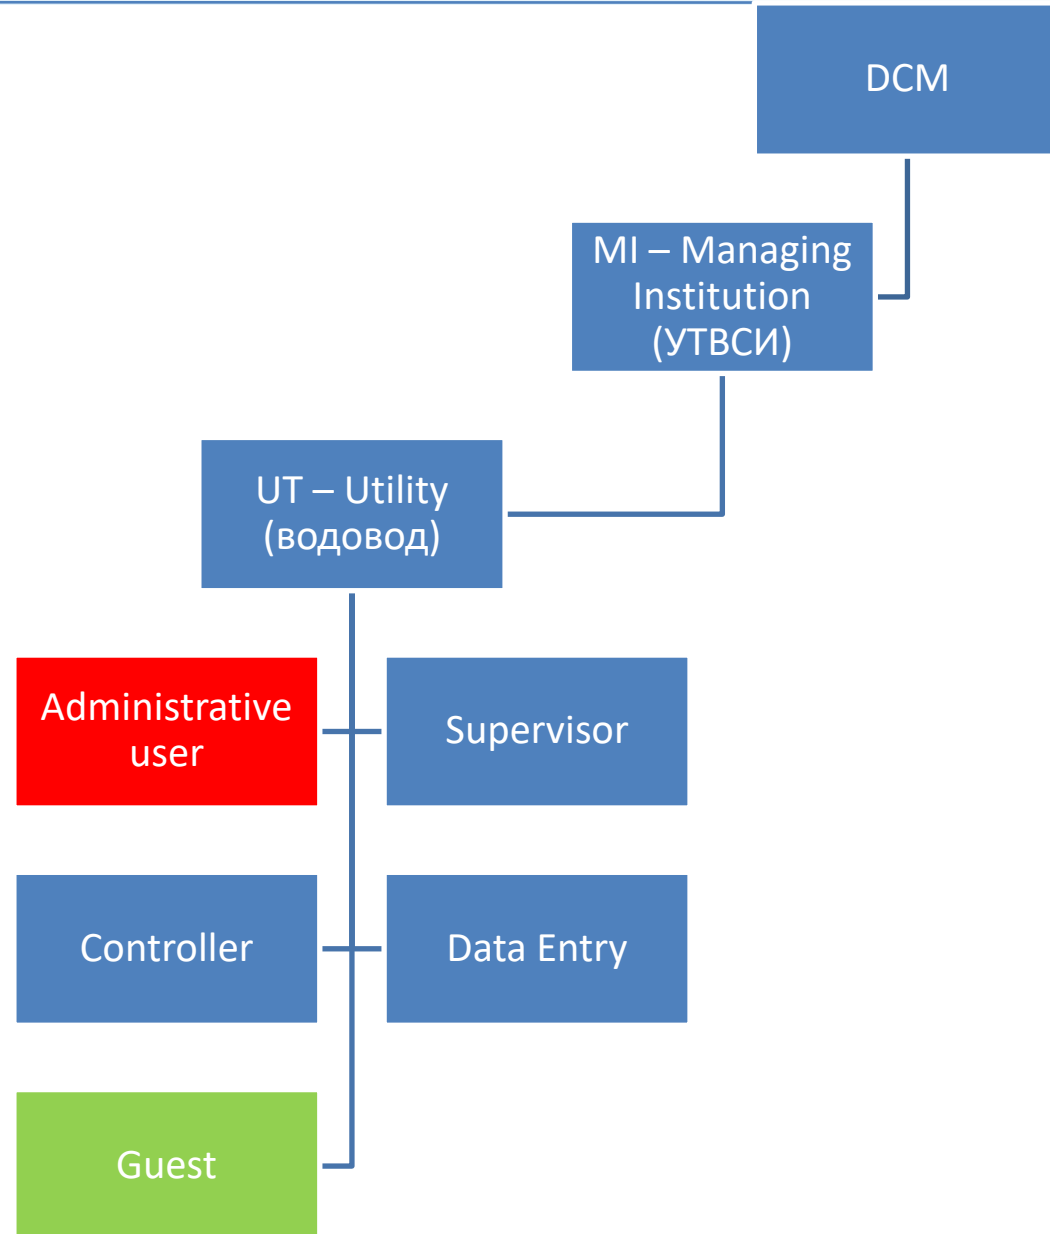 DCM
MI – Managing
Institution
(УТВСИ)
UT – Utility
(водовод)
Administrative
user
Supervisor
Controller
Data Entry
Guest